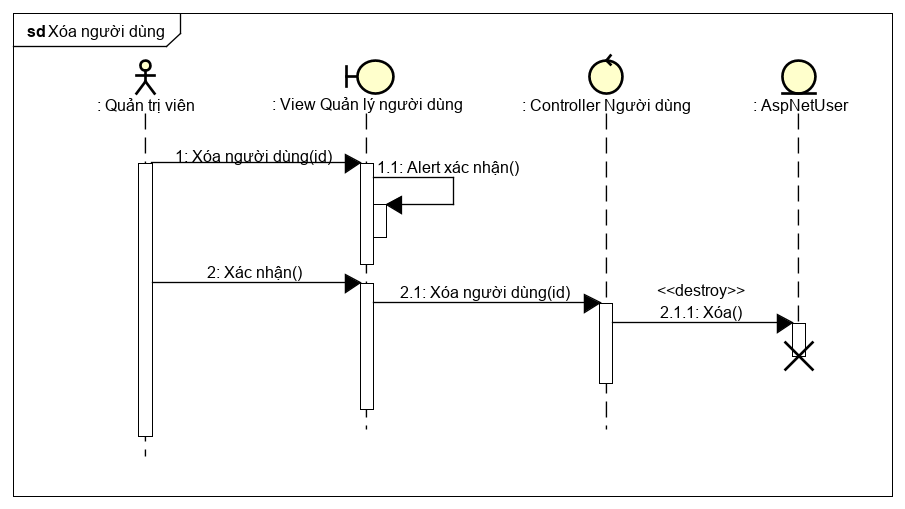 sd Xóa người dùng
: Quản trị viên
: View Quản lý người dùng
: Controller Người dùng
: AspNetUser
1: Xóa người dùng(id)
1.1: Alert xác nhận()
2: Xác nhận()
2.1: Xóa người dùng(id)
<<destroy>>
2.1.1: Xóa()